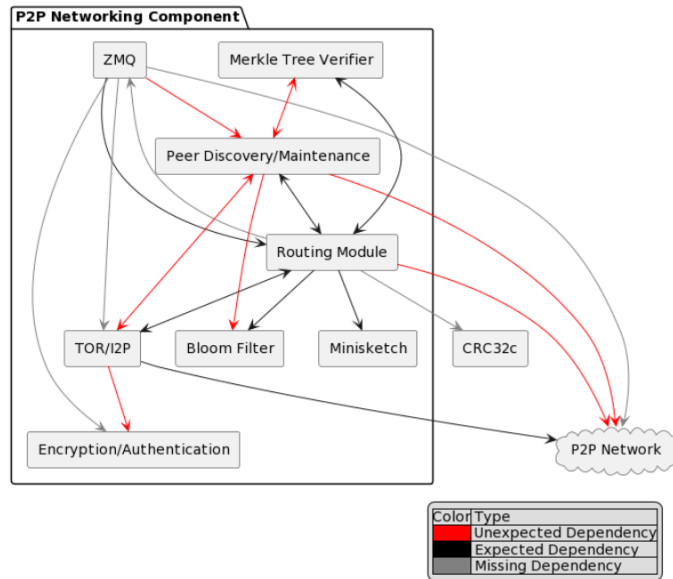 P2P Networking Component
ZMQ
Merkle Tree Verifier
Peer Discovery/Maintenance
Routing Module
TOR/I2P
Bloom Filter
Minisketch
CRC32c
Encryption/Authentication
P2P Network
Color Type
Unexpected Dependency
Expected Dependency
Missing Dependency